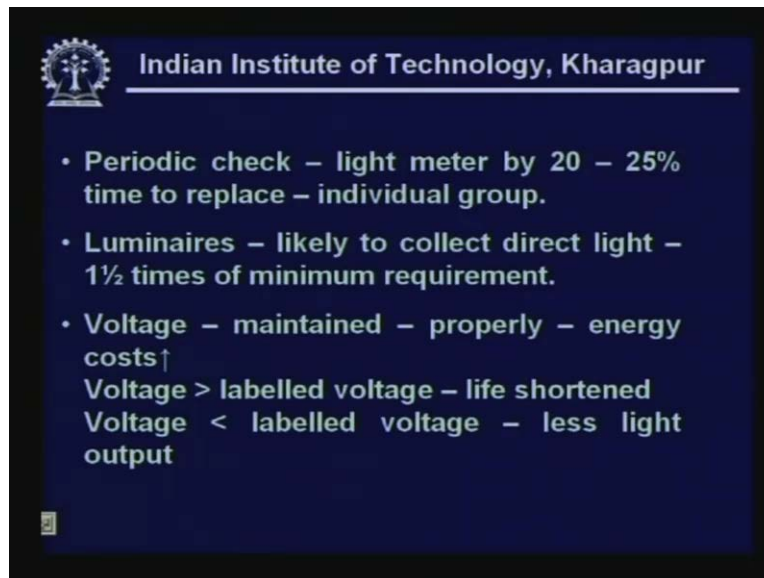 Indian Institute of Technology, Kharagpur
• Periodic check – light meter by 20 – 25%
time to replace – individual group.
• Luminaires – likely to collect direct light –
1½ times of minimum requirement.
• Voltage – maintained – properly – energy
costs↑
Voltage > labelled voltage – life shortened
Voltage < labelled voltage – less light
output